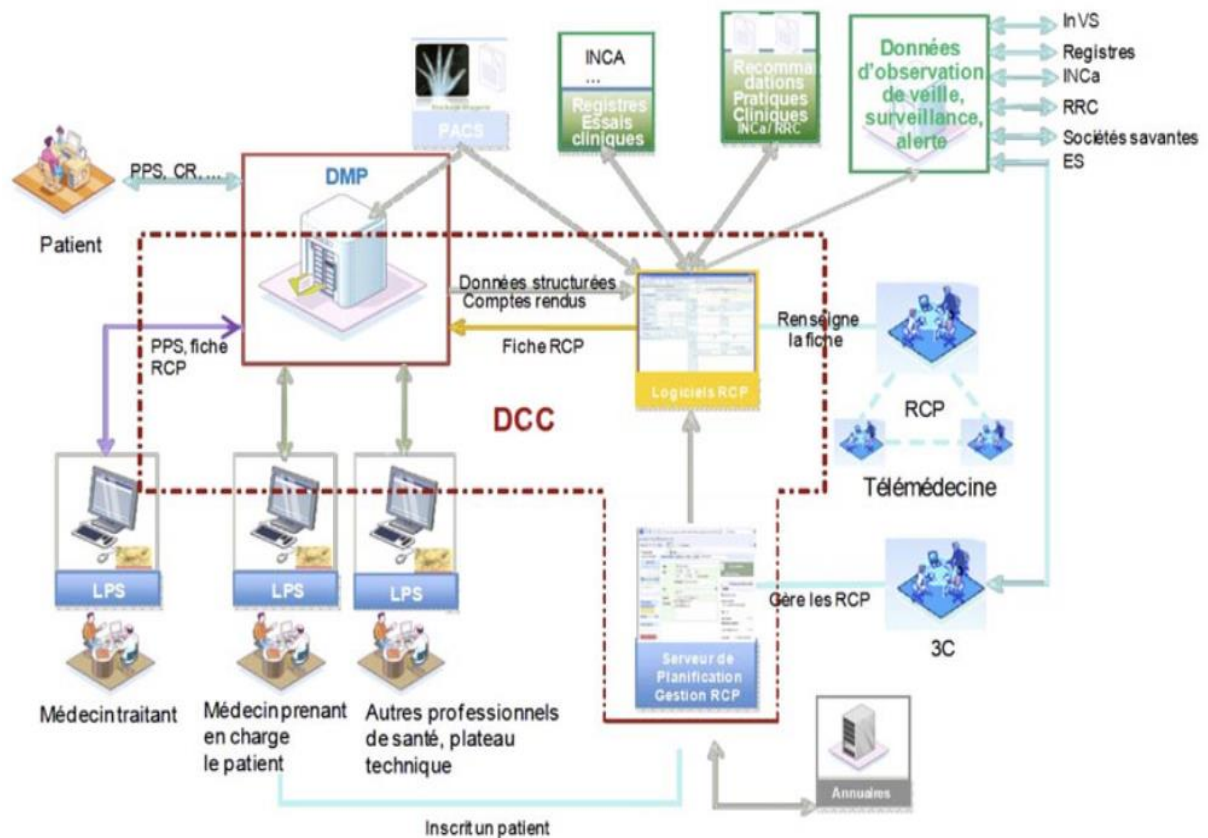 InVS
Registres
INCa
RRC
Sociétés savantes
ES
Données
d'observation
de veille,
surveillance,
alerte
INCA
...
Registres
Essais
cliniques
Recomman
dations
Pratiques
Cliniques
INCa/ RRC
PACS
PPS, CR, ...
Patient
DMP
Données structurées
Comptes rendus
Fiche RCP
PPS, fiche
RCP
Logiciels RCP
Renseigne
la fiche
RCP
Télémédecine
DCC
LPS
LPS
LPS
Médecin traitant
Médecin prenant
en charge
le patient
Autres professionnels
de santé, plateau
technique
Serveur de
Planification
Gestion RCP
Gère les RCP
3C
Annuaires
Inscrit un patient